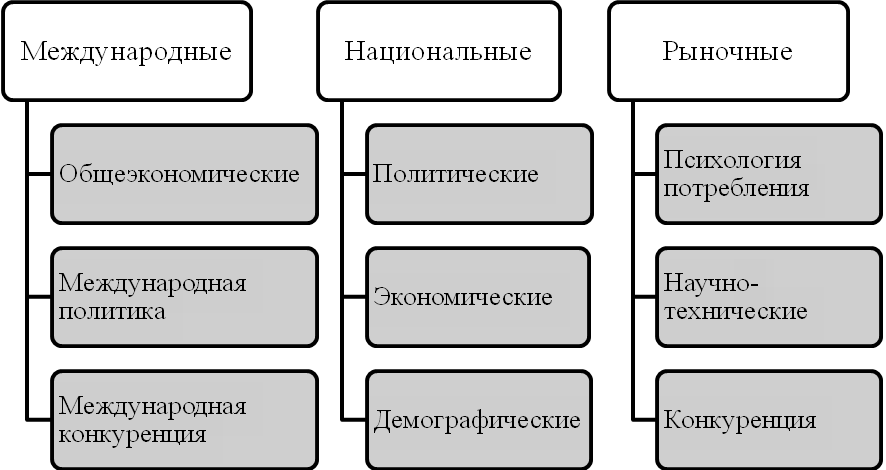 Международные
Общеэкономические
Международная
политика
Международная
конкуренция
Национальные
Политические
Экономические
Демографические
Рыночные
Психология
потребления
Научно-
технические
Конкуренция